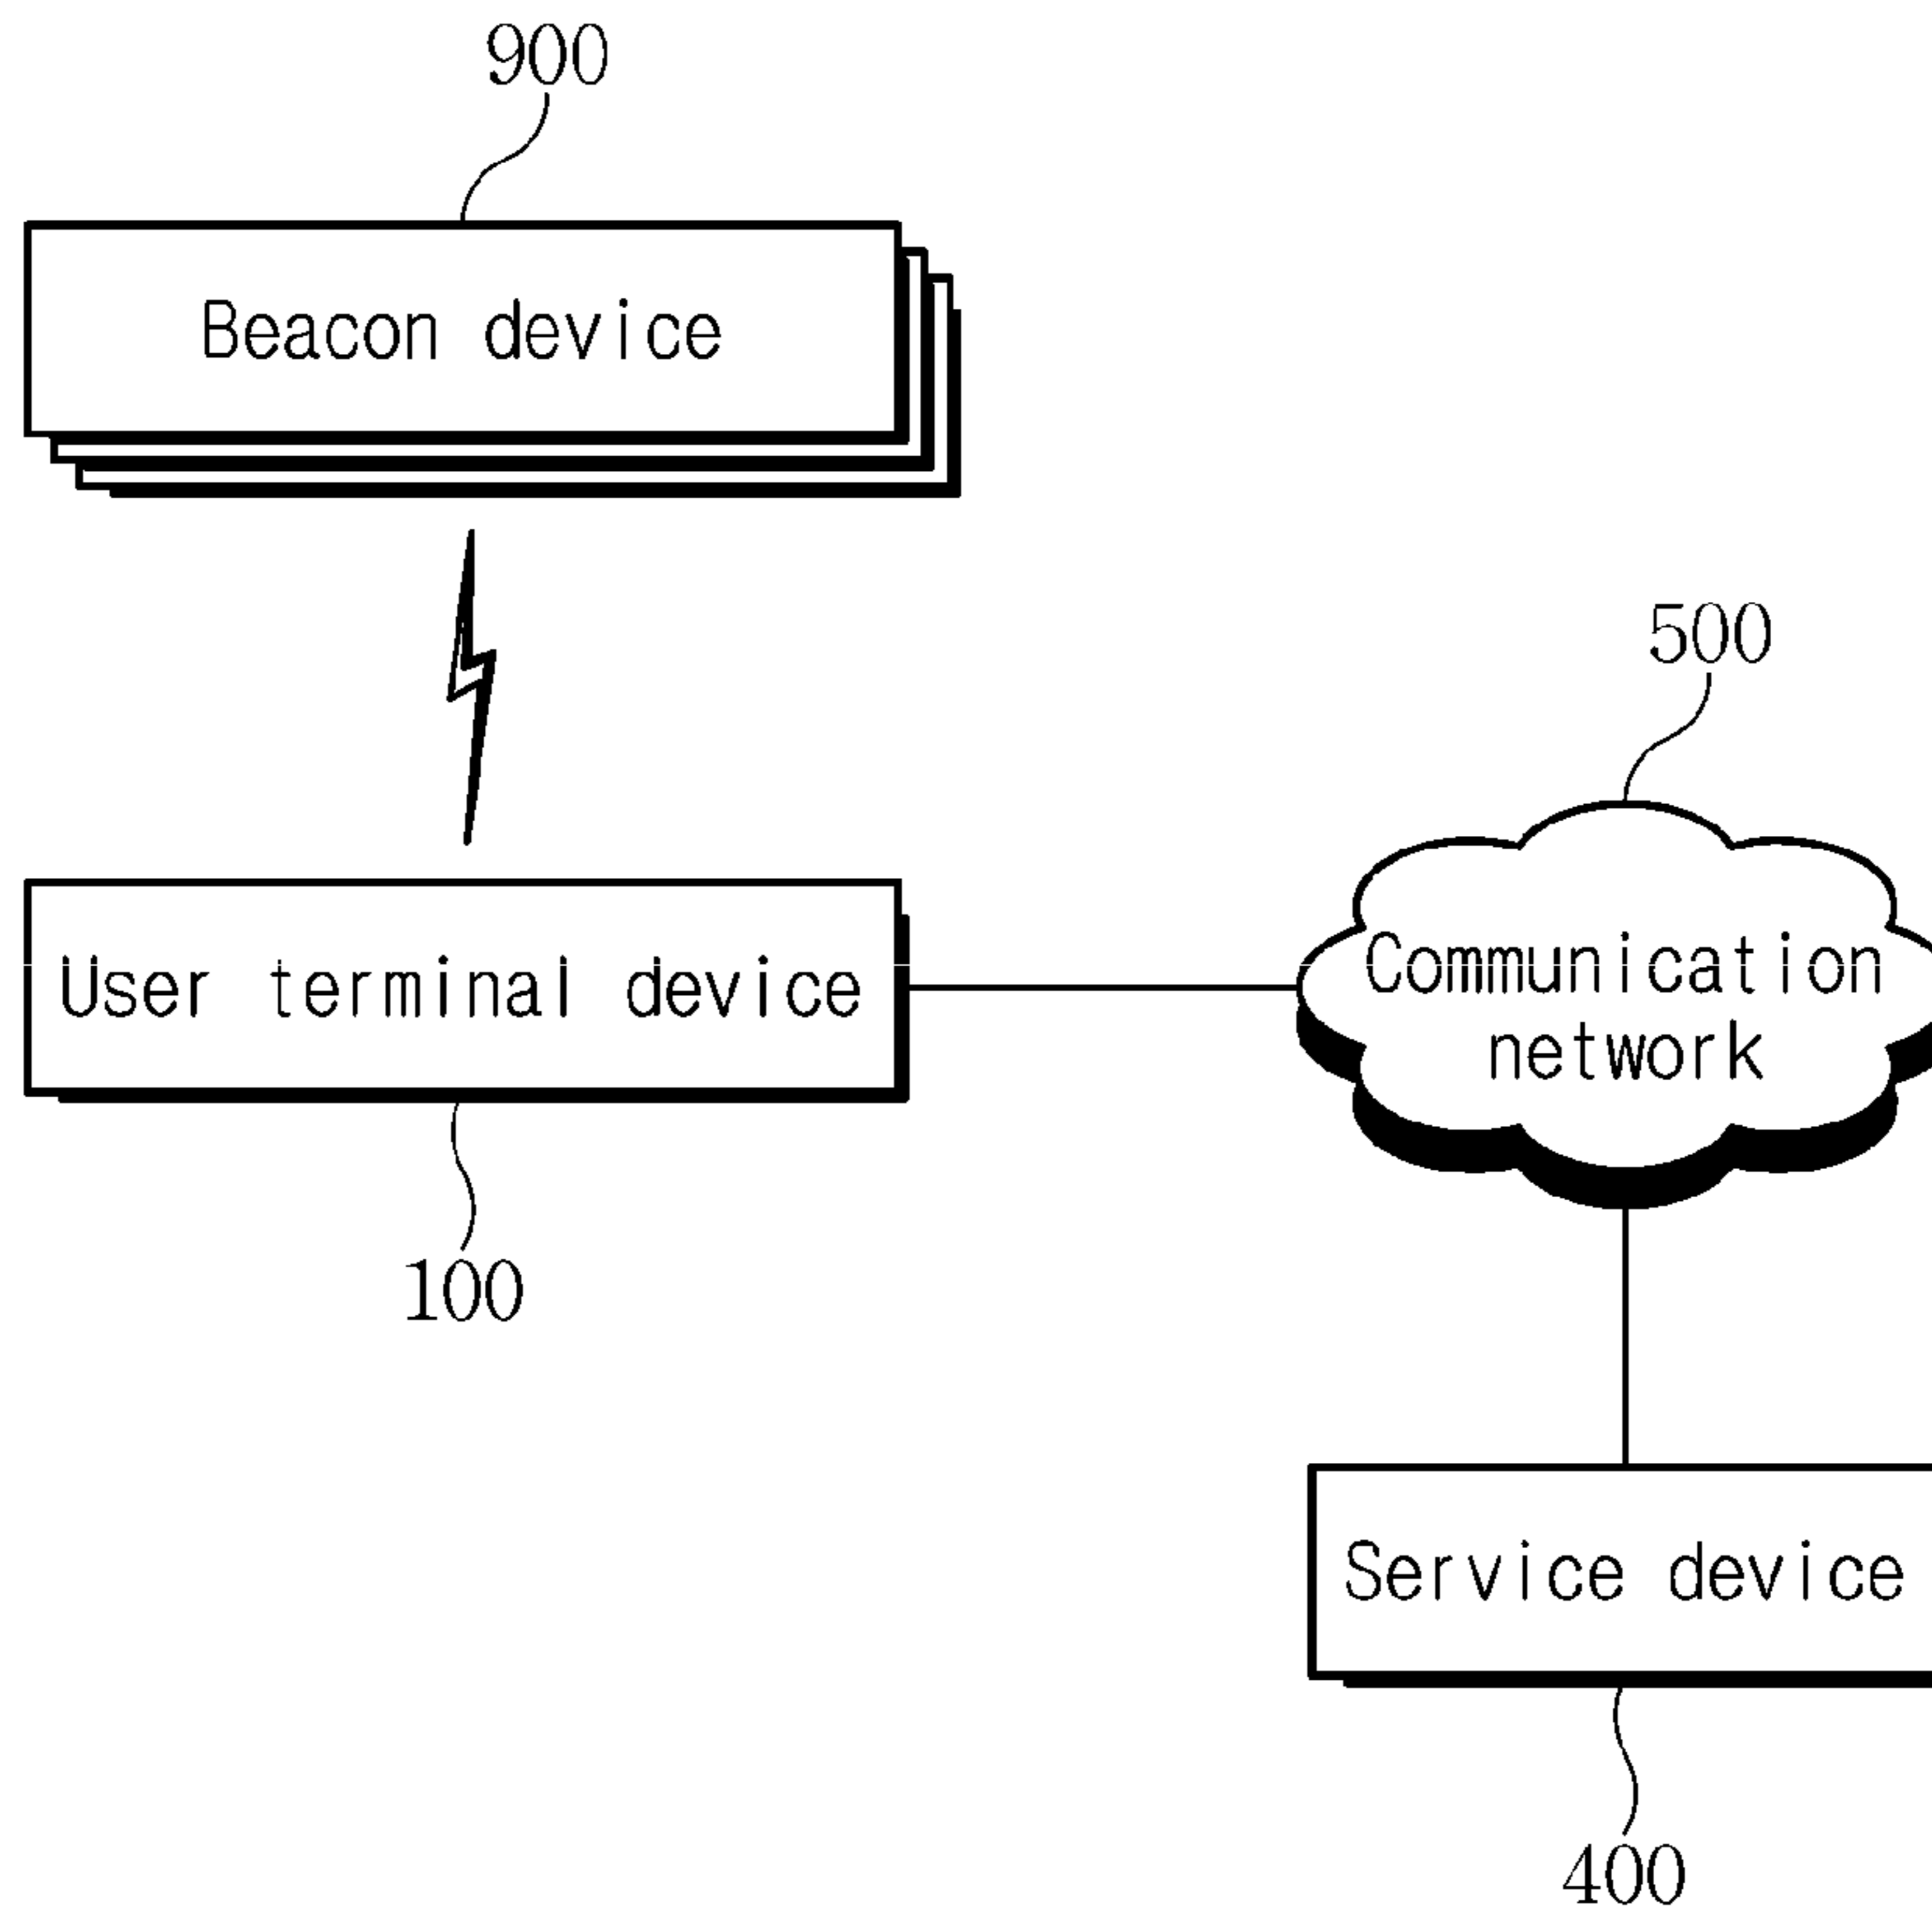 900
Beacon device
500
Communication
network
User terminal device
100
Service device
400